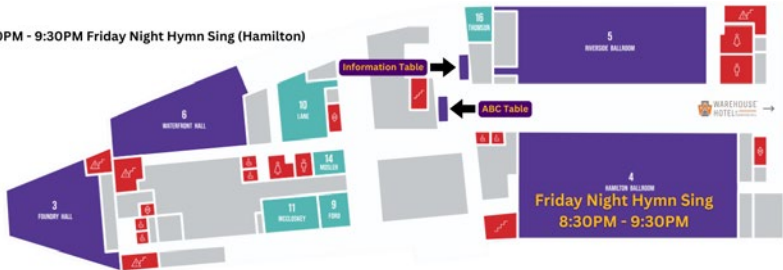 0PM - 9:30PM Friday Night Hymn Sing (Hamilton)
16
THOMSON
5
RIVERSIDE BALLROOM
Information Table
ABC Table
WAREHOUSE
HOTEL
10
LANE
6
WATERFRONT HALL
14
MOSLER
3
FOUNDRY HALL
11
MCCLOSKEY
9
FORD
4
HAMILTON BALLROOM
Friday Night Hymn Sing
8:30PM - 9:30PM